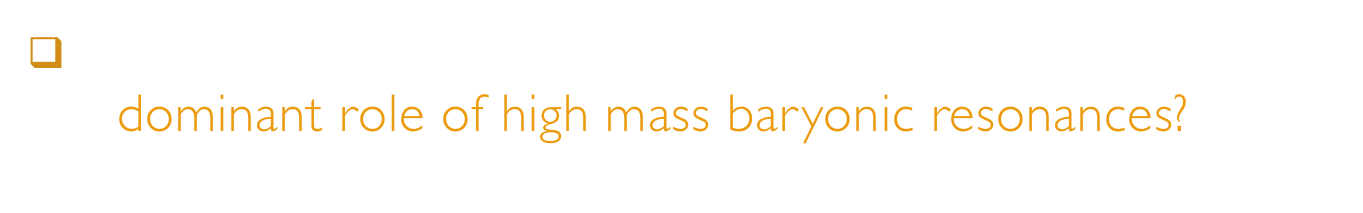 ❑
dominant role of high mass baryonic resonances?